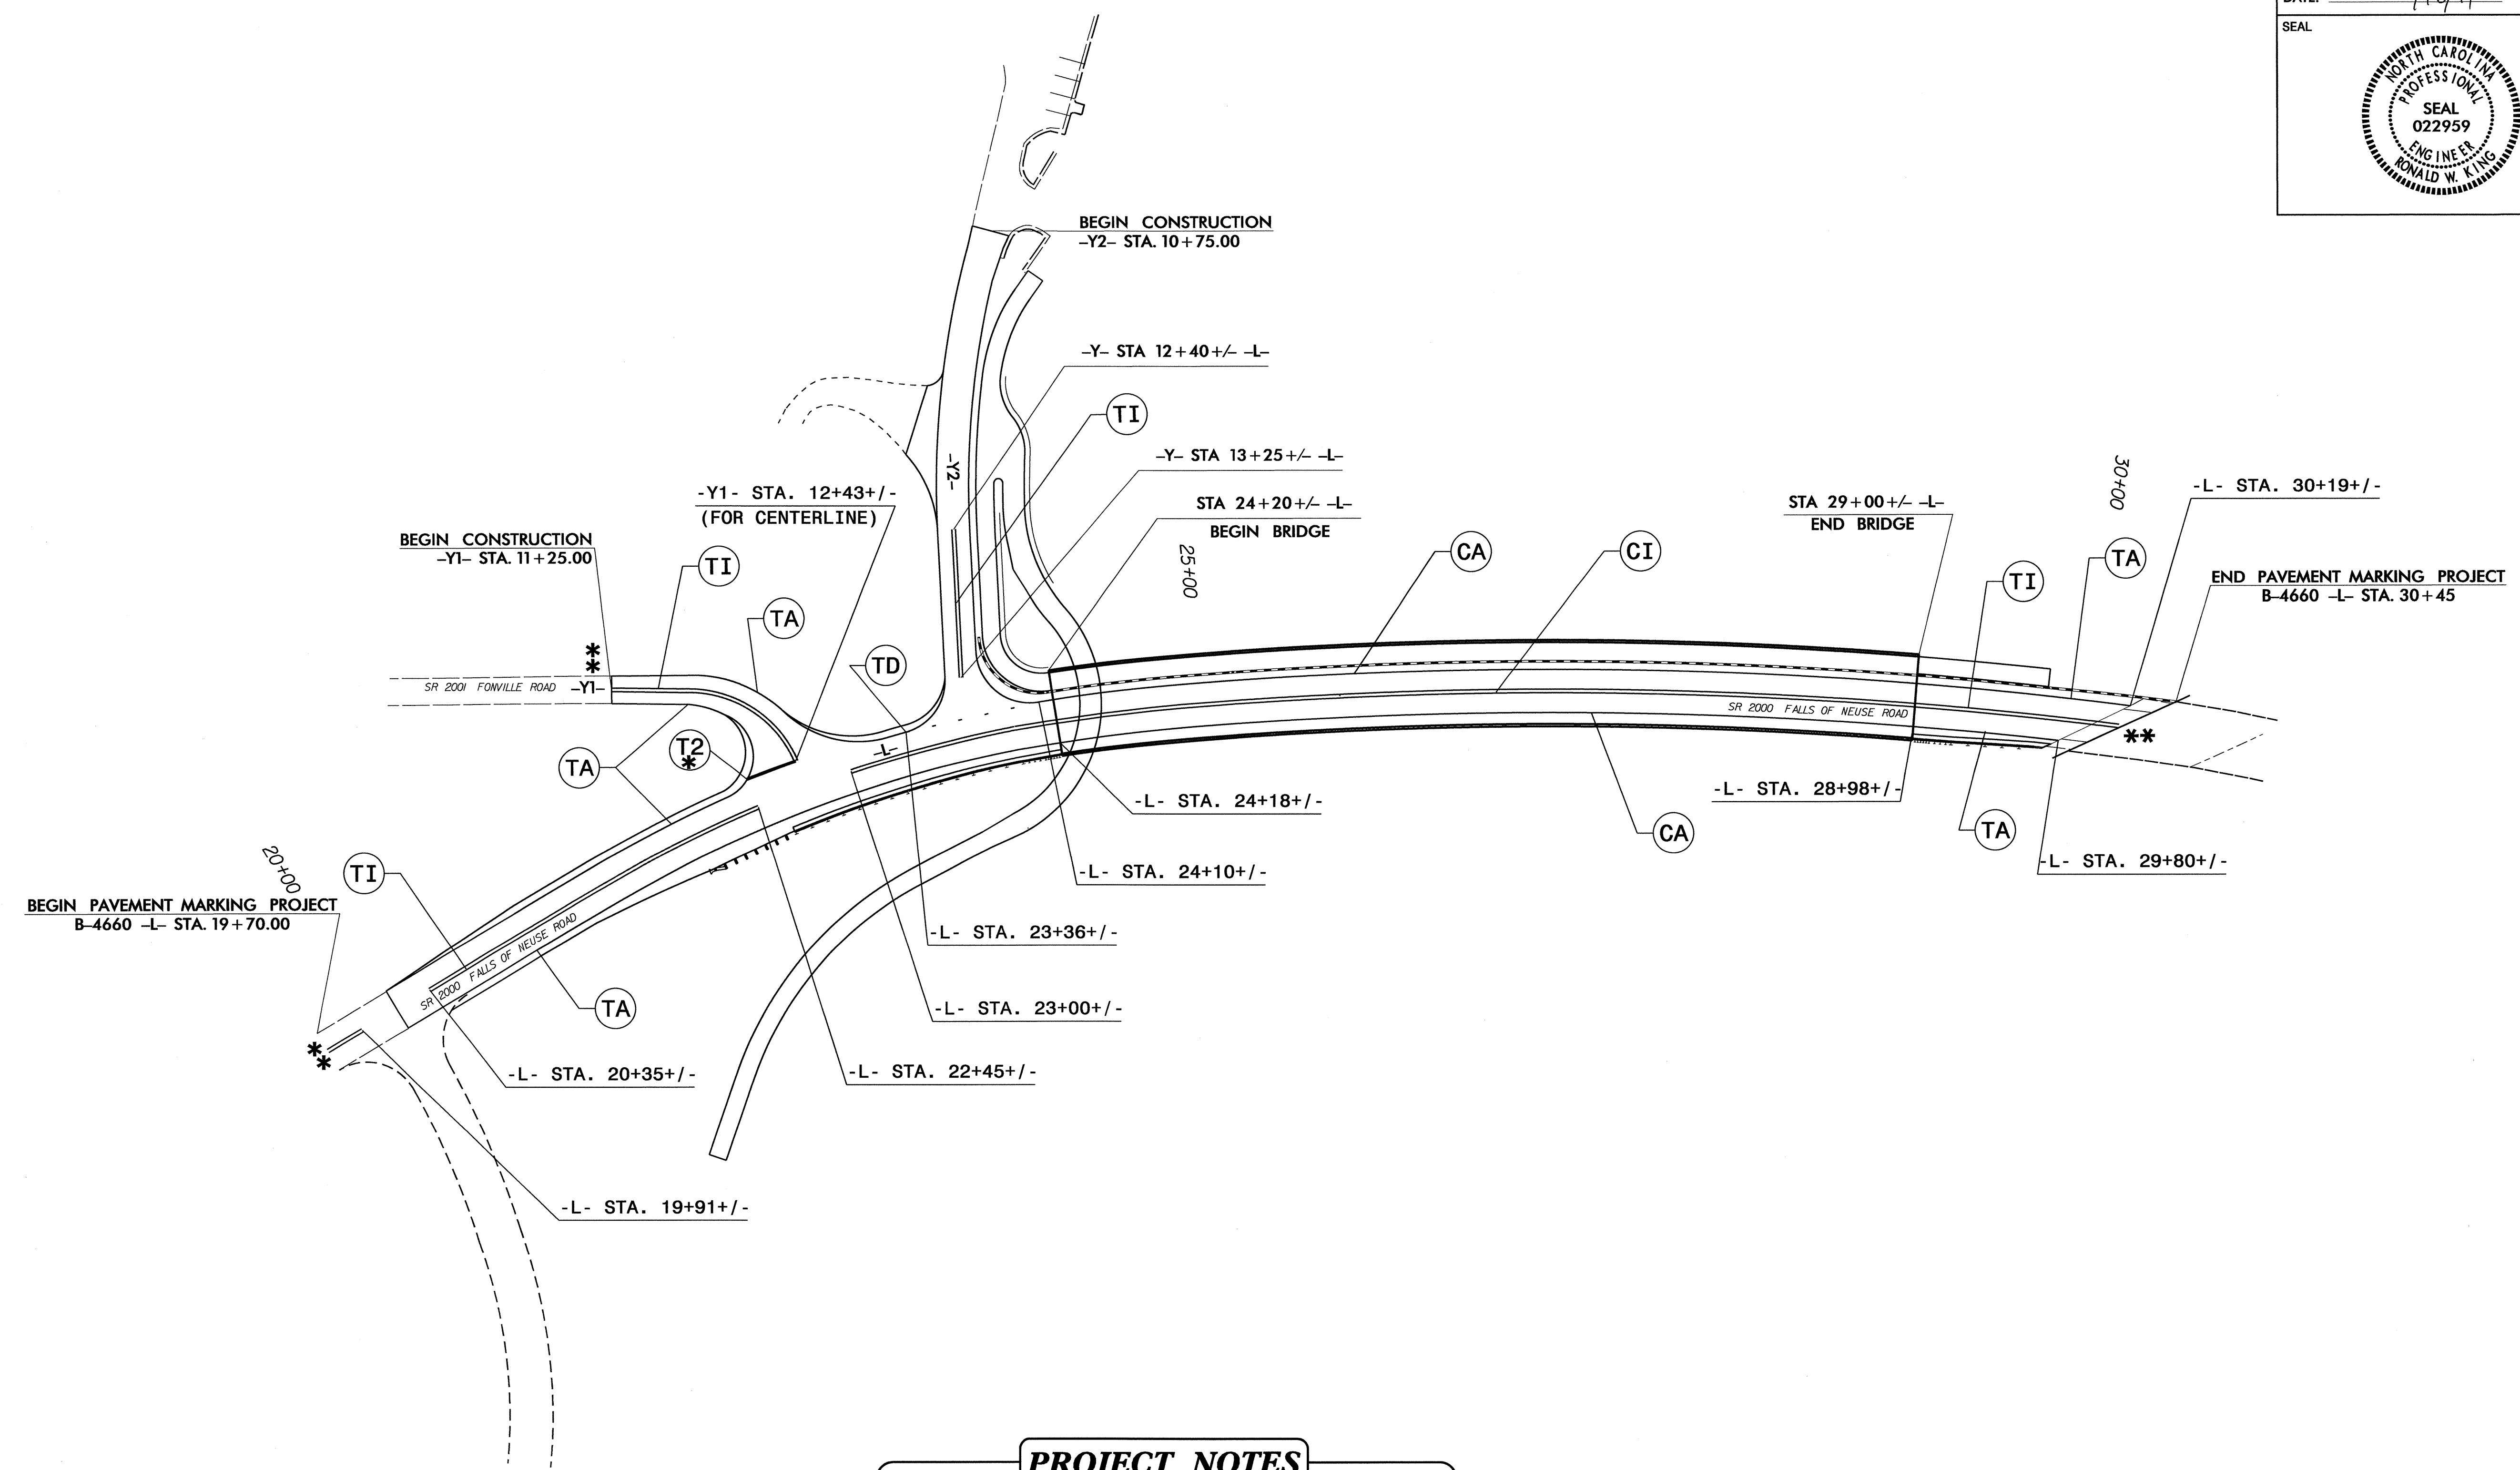 SEAL
NORTH CAROLINA
PROFESSIONAL
SEAL
022959
ENGINEER
RONALD W. KING
BEGIN CONSTRUCTION
-Y2- STA. 10+75.00
-Y- STA 12+40+/- -L-
TI
-Y- STA 13+25+/- -L-
-Y2-
-Y1- STA. 12+43+/-
(FOR CENTERLINE)
STA 24+20+/- -L-
BEGIN BRIDGE
25+00
STA 29+00+/- -L-
END BRIDGE
30+00
-L- STA. 30+19+/-
BEGIN CONSTRUCTION
-Y1- STA. 11+25.00
TI
CA
CI
TA
TI
END PAVEMENT MARKING PROJECT
B-4660 -L- STA. 30+45
TA
TD
**
SR 2001 FONVILLE ROAD
-Y1-
SR 2000 FALLS OF NEUSE ROAD
**
T2
*
-L-
TA
-L- STA. 28+98+/-
-L- STA. 24+18+/-
CA
TA
20+00
TI
-L- STA. 29+80+/-
-L- STA. 24+10+/-
BEGIN PAVEMENT MARKING PROJECT
B-4660 -L- STA. 19+70.00
-L- STA. 23+36+/-
SR 2000 FALLS OF NEUSE ROAD
TA
-L- STA. 23+00+/-
**
-L- STA. 20+35+/-
-L- STA. 22+45+/-
-L- STA. 19+91+/-
PROJECT NOTES